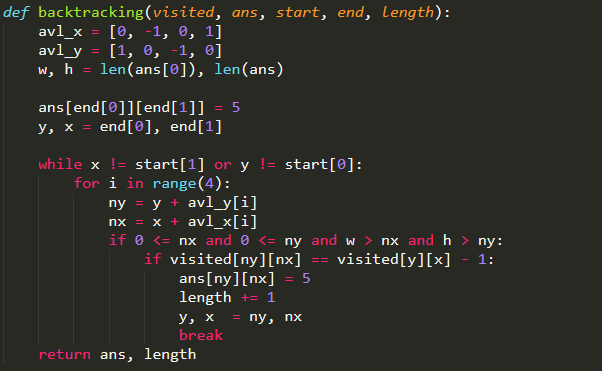 def backtracking(visited, ans, start, end, length):
    avl_x = [0, -1, 0, 1]
    avl_y = [1, 0, -1, 0]
    w, h = len(ans[0]), len(ans)

    ans[end[0]][end[1]] = 5
    y, x = end[0], end[1]

    while x != start[1] or y != start[0]:
        for i in range(4):
            ny = y + avl_y[i]
            nx = x + avl_x[i]
            if 0 <= nx and 0 <= ny and w > nx and h > ny:
                if visited[ny][nx] == visited[y][x] - 1:
                    ans[ny][nx] = 5
                    length += 1
                    y, x  = ny, nx
                    break
    return ans, length